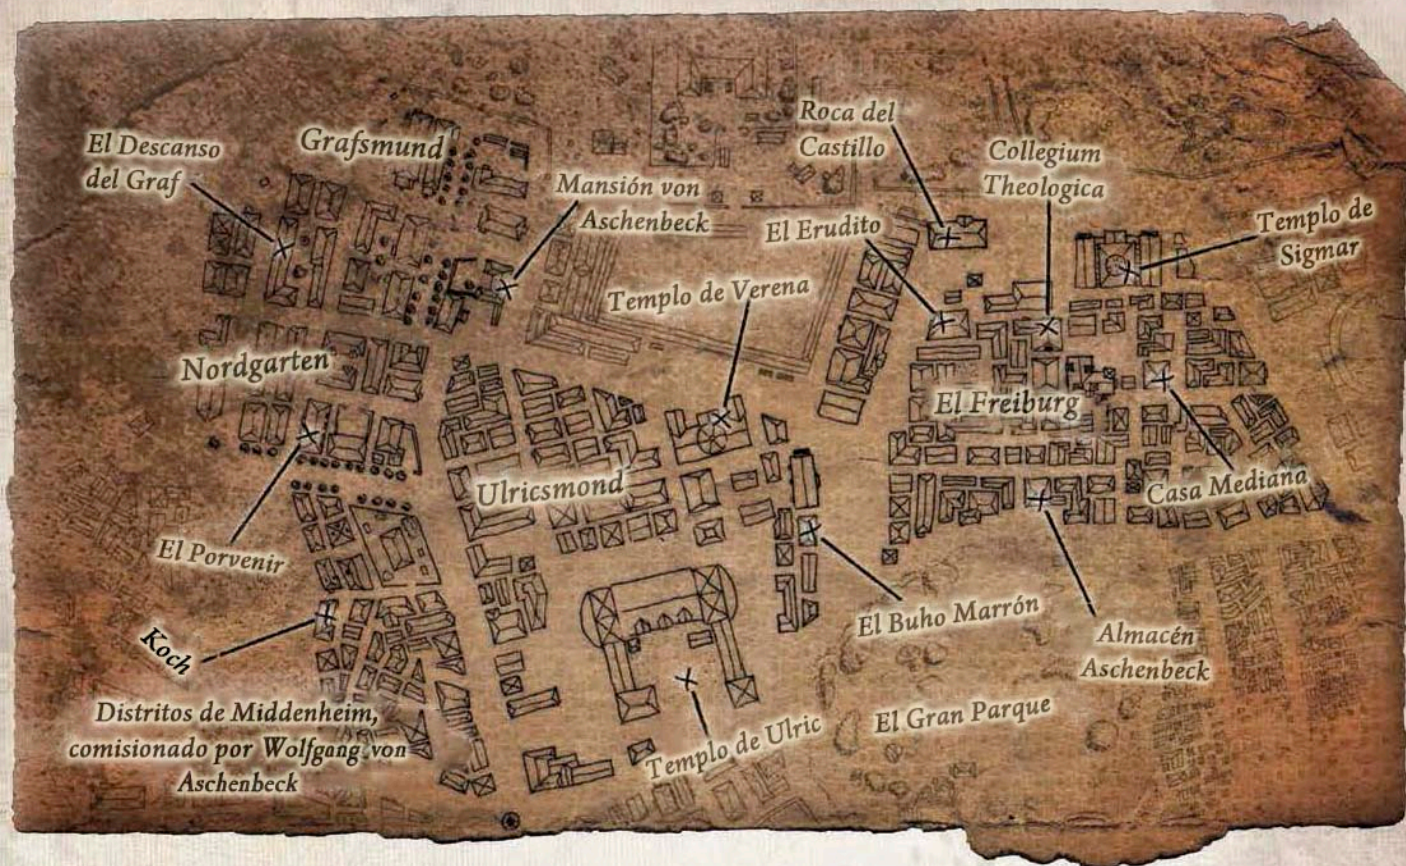 Roca del
Castillo
El Descanso
del Graf
Grafsmund
Collegium
Theologica
Mansión von
Aschenbeck
El Erudito
Templo de
Sigmar
Templo de Verena
Nordgarten
El Freiburg
Ulricsmond
Casa Mediana
El Porvenir
El Buho Marrón
Koch
Almacén
Aschenbeck
Distritos de Middenheim,
comisionado por Wolfgang von
Aschenbeck
Templo de Ulric
El Gran Parque